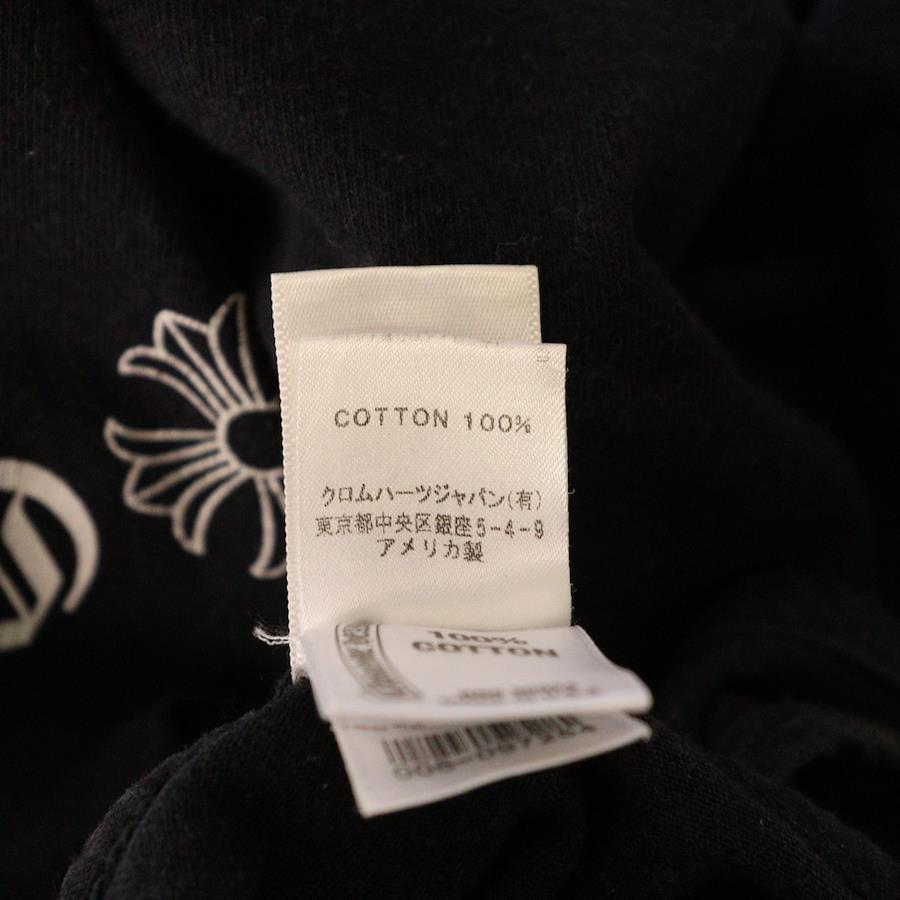 COTTON 100%
クロムハーツジャパン(有)
東京都中央区銀座5-4-9
アメリカ製
100%
COTTON